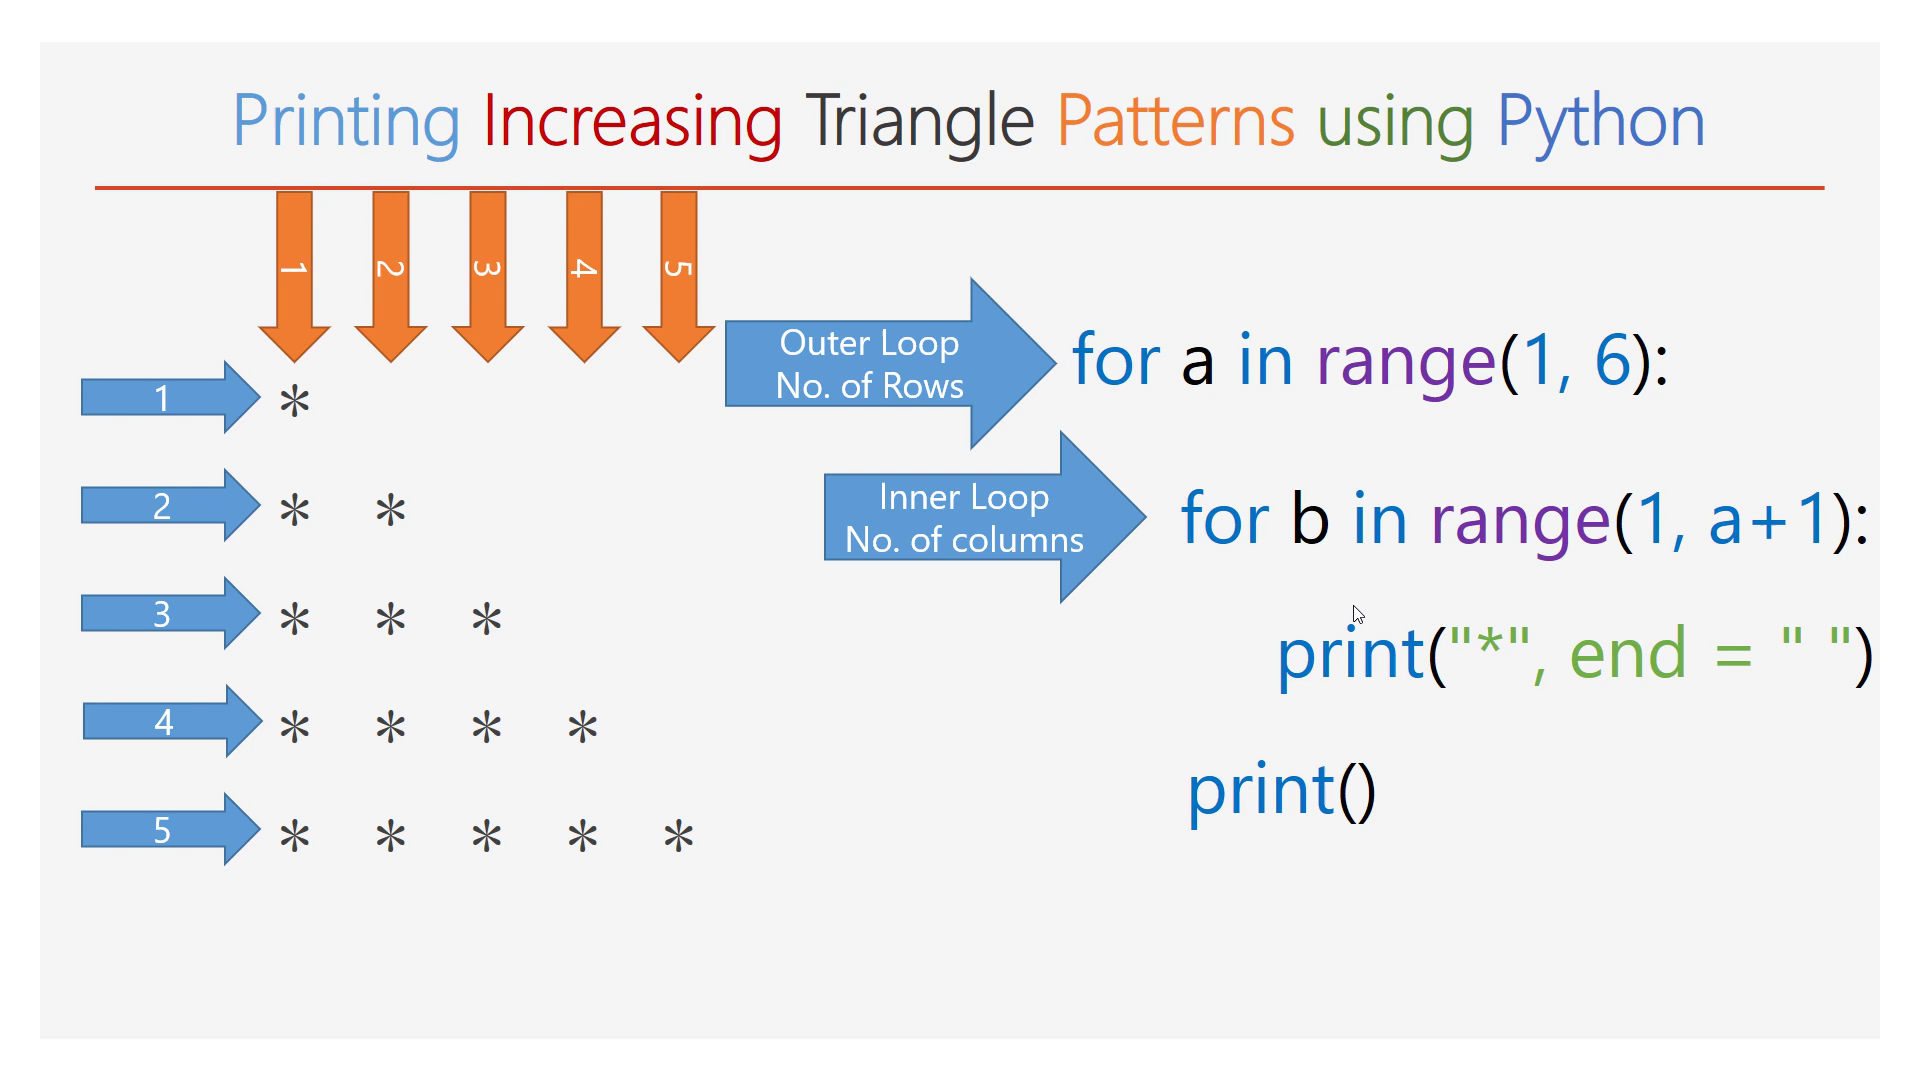 Printing Increasing Triangle Patterns using Python
1 2 3 4 5
Outer Loop
No. of Rows
for a in range(1, 6):
1 *
2 * *
Inner Loop
No. of columns
for b in range(1, a+1):
3 * * *
print("*", end = " ")
4 * * * *
print()
5 * * * * *